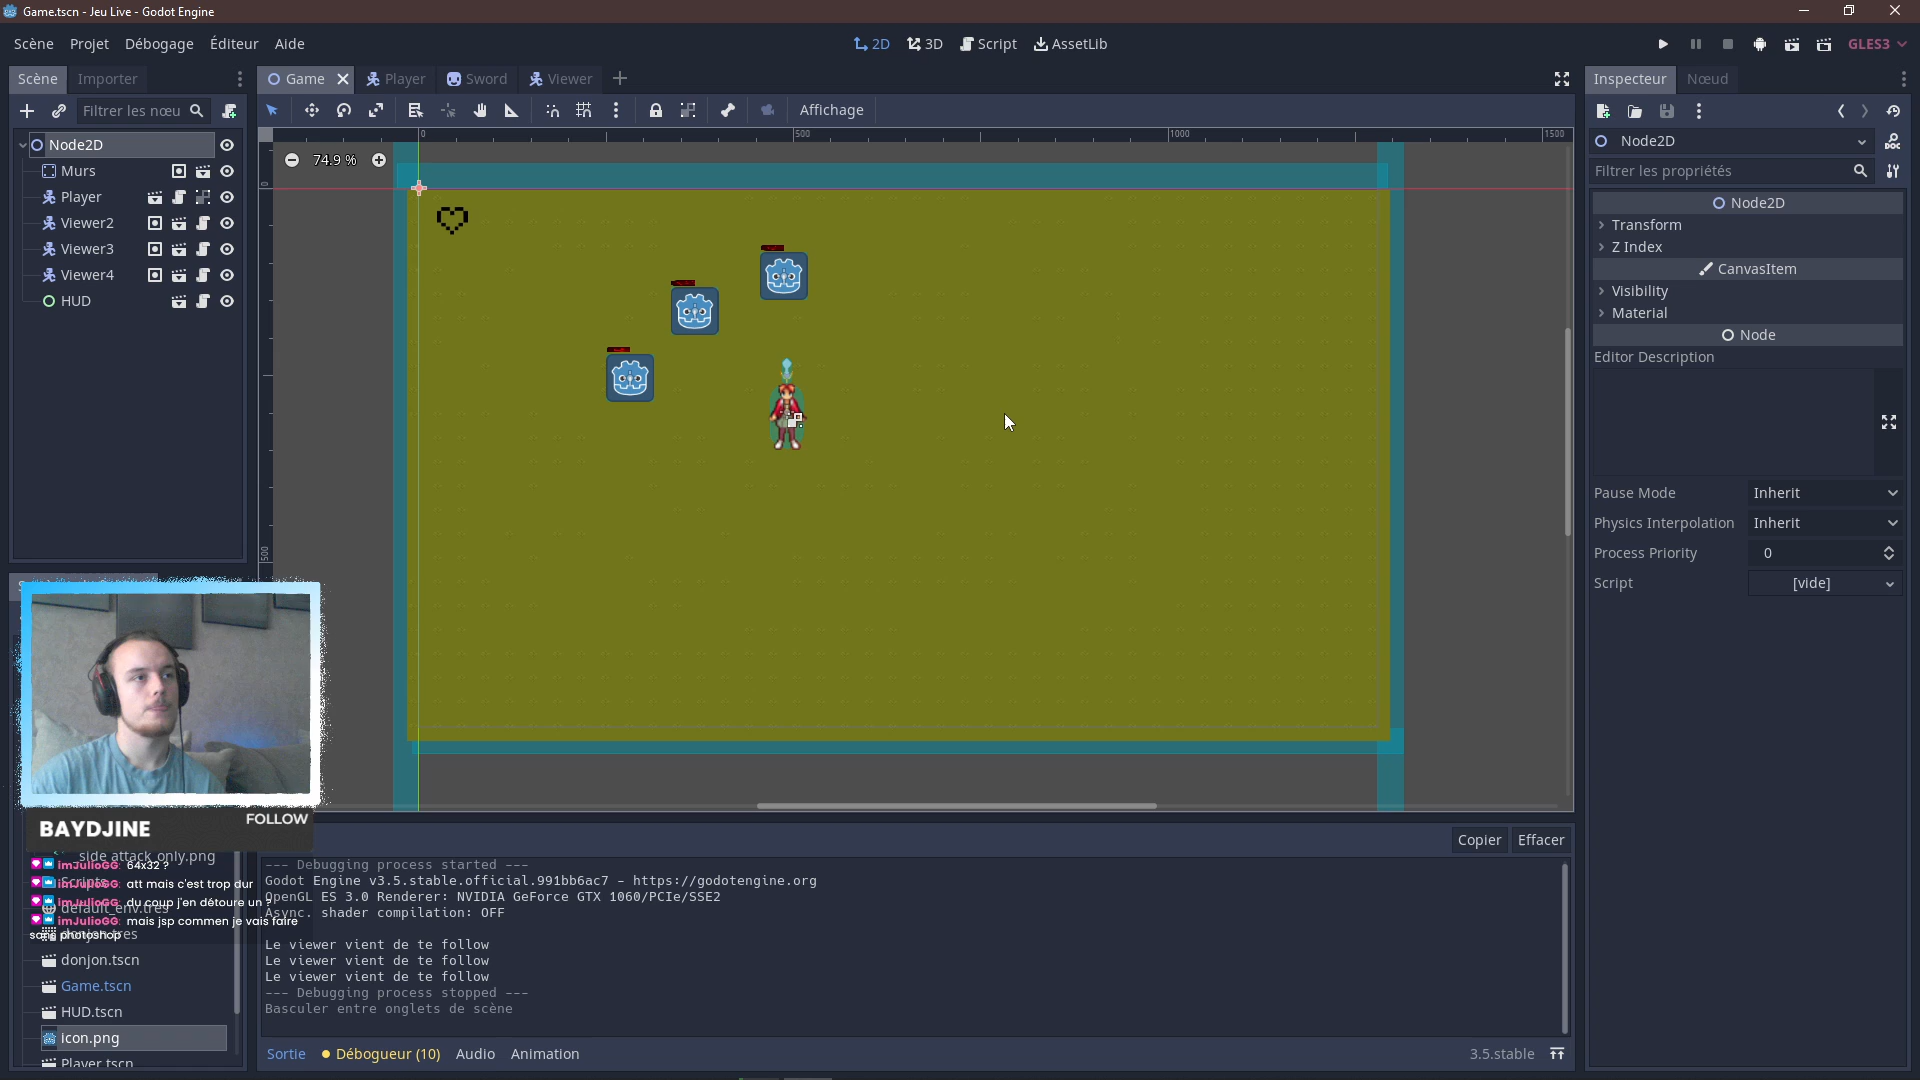 Game.tscn - Jeu Live - Godot Engine
Scène Projet Débogage Éditeur Aide
2D 3D Script AssetLib
GLES3
Scène Importer
Filtrer les nœu
Node2D
Murs
Player
Viewer2
Viewer3
Viewer4
HUD
Game Player Sword Viewer
Affichage
0 500 1000 1500
74.9 %
0
500
Inspecteur Nœud
Node2D
Filtrer les propriétés
Node2D
Transform
Z Index
CanvasItem
Visibility
Material
Node
Editor Description
Pause Mode Inherit
Physics Interpolation Inherit
Process Priority 0
Script [vide]
BAYDJINE FOLLOW
side attack_only.png
imJulioGG: 64x32 ?
Scripts
imJulioGG: att mais c'est trop dur
default_env.tres
imJulioGG: du coup j'en détoure un ?
imJulioGG: mais jsp commen je vais faire
sans photoshop
donjon.tres
donjon.tscn
Game.tscn
HUD.tscn
icon.png
Player.tscn
Copier Effacer
--- Debugging process started ---
Godot Engine v3.5.stable.official.991bb6ac7 - https://godotengine.org
OpenGL ES 3.0 Renderer: NVIDIA GeForce GTX 1060/PCIe/SSE2
Async. shader compilation: OFF
Le viewer vient de te follow
Le viewer vient de te follow
Le viewer vient de te follow
--- Debugging process stopped ---
Basculer entre onglets de scène
Sortie Débogueur (10) Audio Animation
3.5.stable